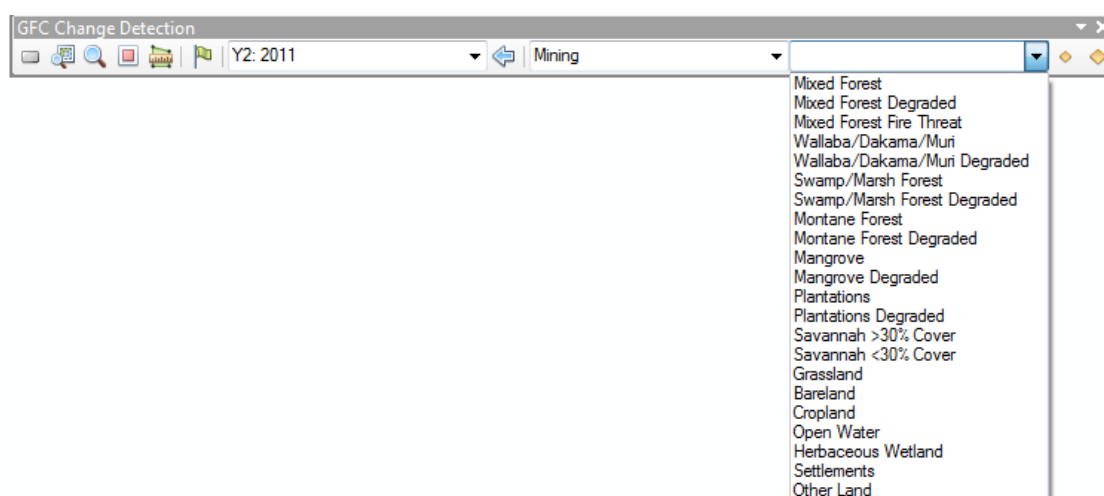 GFC Change Detection
Y2: 2011 Mining
Mixed Forest
Mixed Forest Degraded
Mixed Forest Fire Threat
Wallaba/Dakama/Muri
Wallaba/Dakama/Muri Degraded
Swamp/Marsh Forest
Swamp/Marsh Forest Degraded
Montane Forest
Montane Forest Degraded
Mangrove
Mangrove Degraded
Plantations
Plantations Degraded
Savannah >30% Cover
Savannah <30% Cover
Grassland
Bareland
Cropland
Open Water
Herbaceous Wetland
Settlements
Other Land